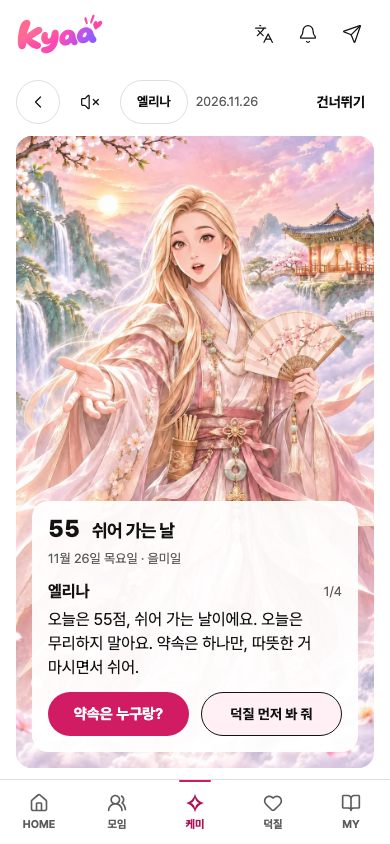 kyaa
엘리나
2026.11.26
건너뛰기
55 쉬어 가는 날
11월 26일 목요일 · 을미일
엘리나
1/4
오늘은 55점, 쉬어 가는 날이에요. 오늘은
무리하지 말아요. 약속은 하나만, 따뜻한 거
마시면서 쉬어.
약속은 누구랑?
덕질 먼저 봐 줘
HOME
모임
케미
덕질
MY